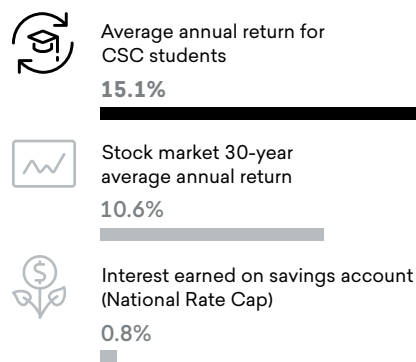 Average annual return for
CSC students
15.1%
Stock market 30-year
average annual return
10.6%
$
Interest earned on savings account
(National Rate Cap)
0.8%